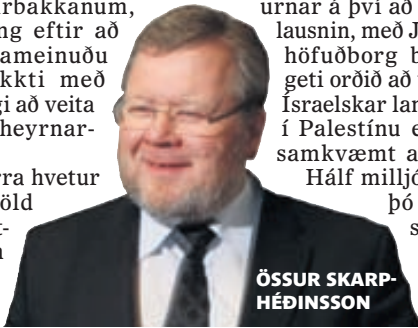 rbakkanum,
ng eftir að
ameinuðu
kkti með
gi að veita
heyrnar-
rra hvetur
öld
t-
urnar á því að
lausnin, með J
höfuðborg b
geti orðið að
Ísraelskar lan
í Palestínu e
samkvæmt a
Hálf milljó
þó
s
ÖSSUR SKARP-
HÉÐINSSON